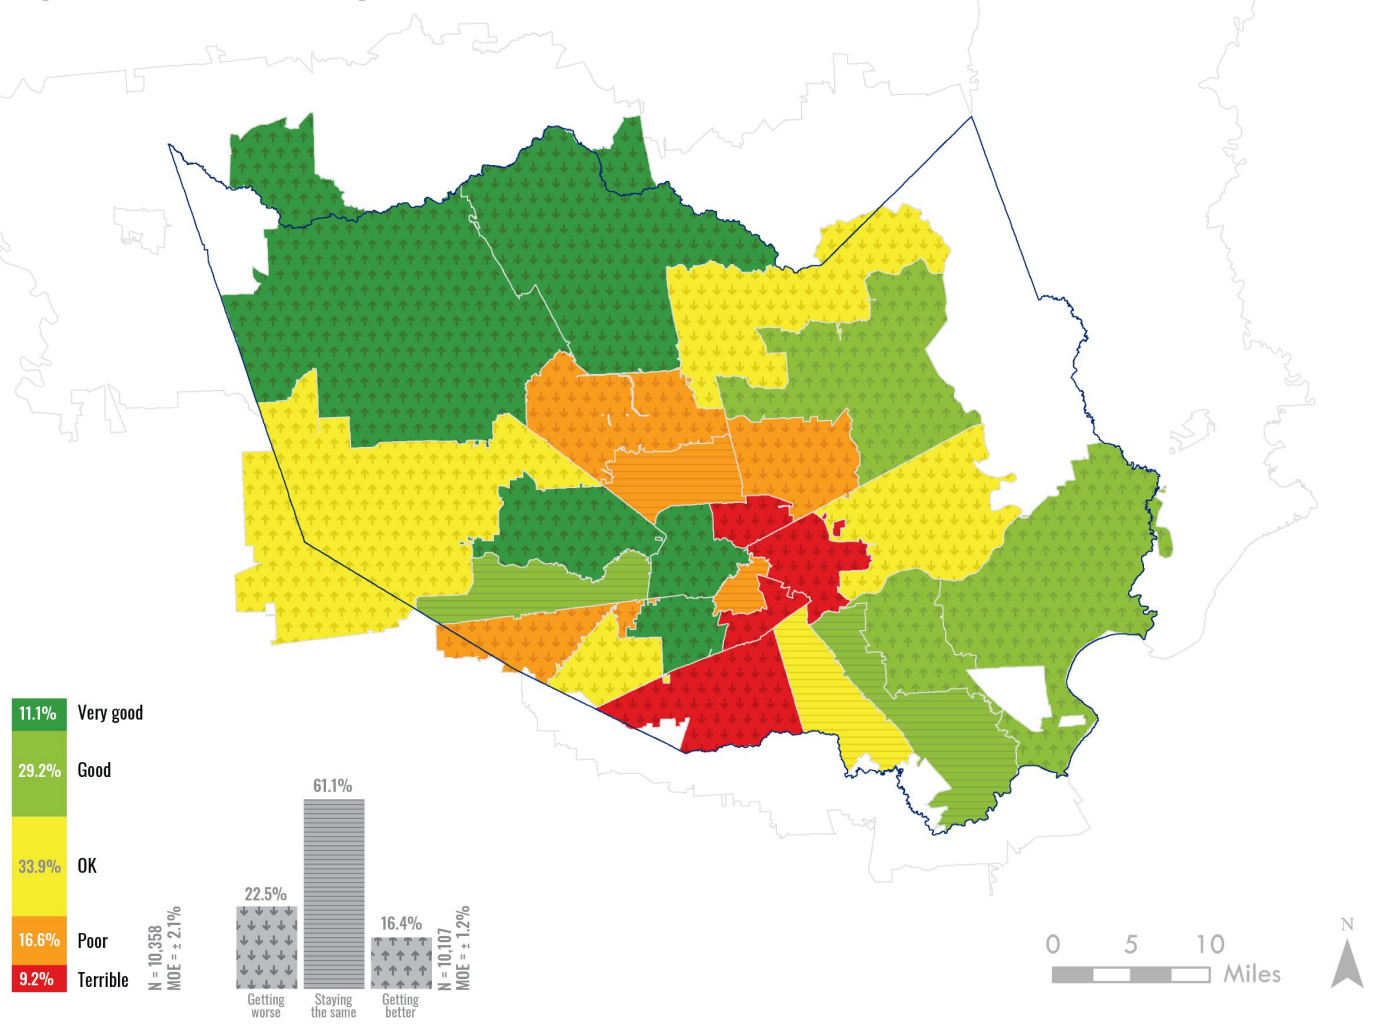 11.1% Very good
29.2% Good
33.9% OK
16.6% Poor
9.2% Terrible
N = 10,358
MOE = ± 2.1%
22.5%
61.1%
16.4%
Getting
worse
Staying
the same
Getting
better
N = 10,107
MOE = ± 1.2%
0 5 10
Miles
N